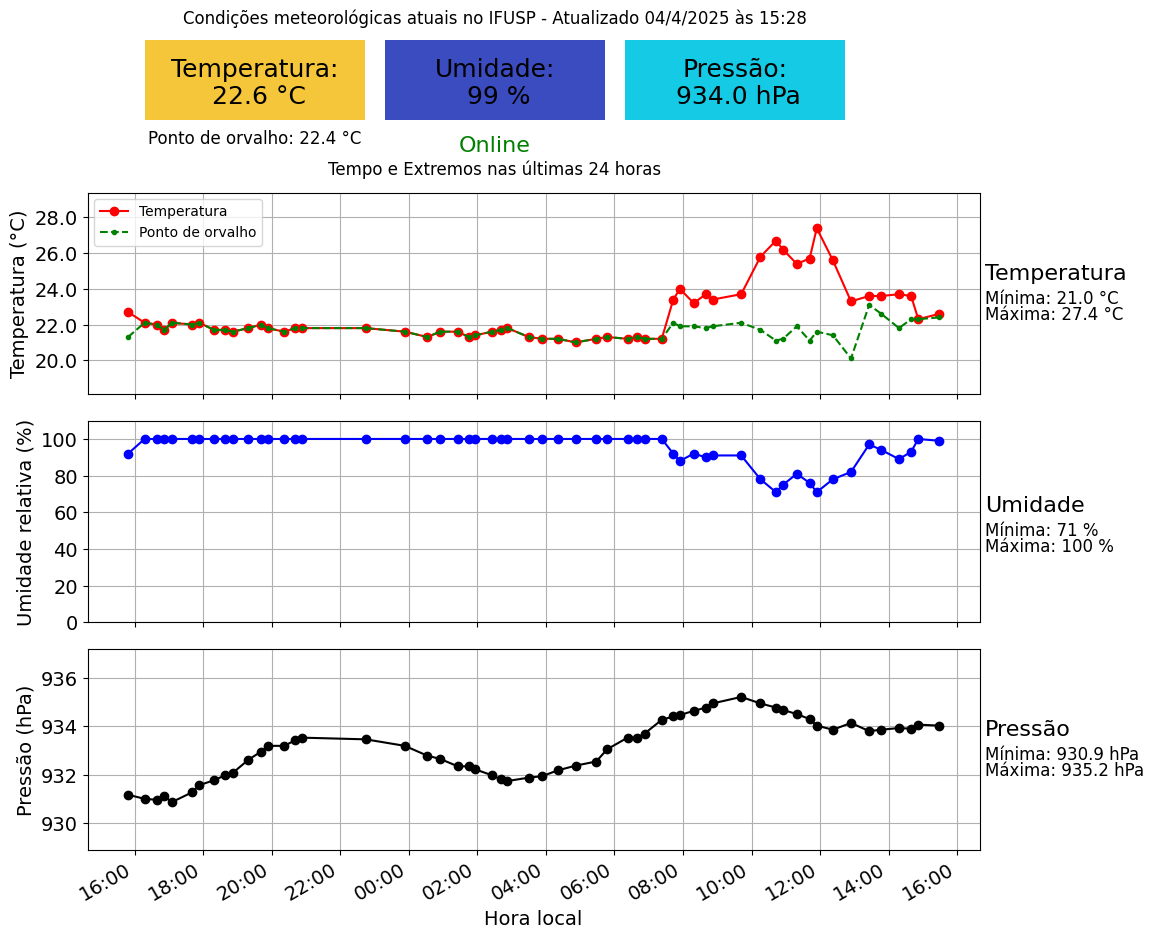 Condições meteorológicas atuais no IFUSP - Atualizado 04/4/2025 às 15:28
Temperatura:
22.6 °C
Umidade:
99 %
Pressão:
934.0 hPa
Ponto de orvalho: 22.4 °C
Online
Tempo e Extremos nas últimas 24 horas
Temperatura (°C)
28.0
26.0
24.0
22.0
20.0
Temperatura
Ponto de orvalho
Temperatura
Mínima: 21.0 °C
Máxima: 27.4 °C
Umidade relativa (%)
100
80
60
40
20
0
Umidade
Mínima: 71 %
Máxima: 100 %
Pressão (hPa)
936
934
932
930
Pressão
Mínima: 930.9 hPa
Máxima: 935.2 hPa
16:00 18:00 20:00 22:00 00:00 02:00 04:00 06:00 08:00 10:00 12:00 14:00 16:00
Hora local